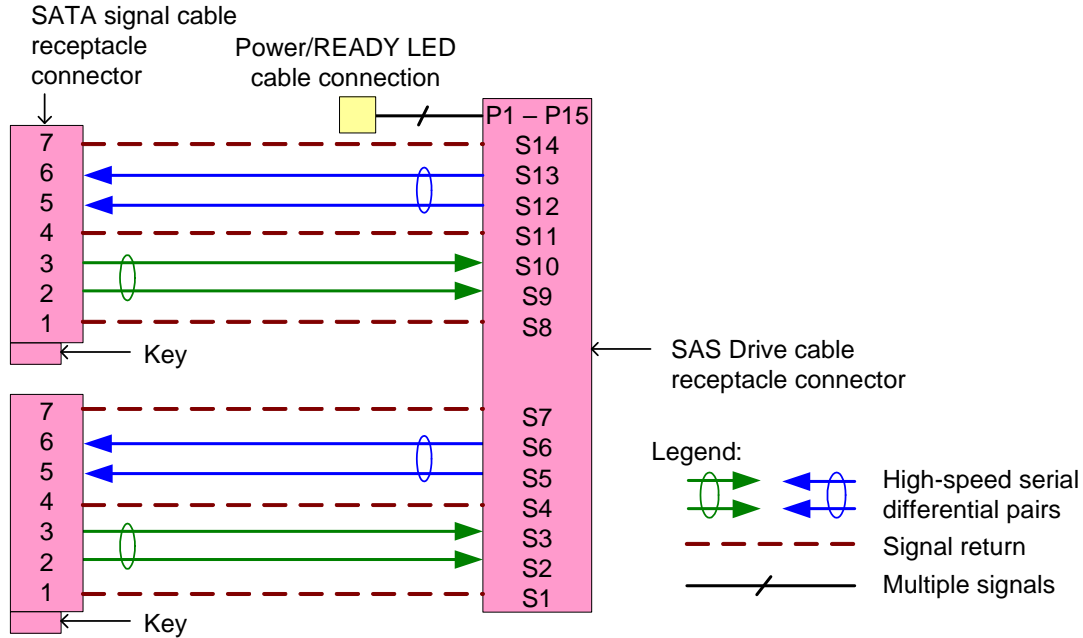 SATA signal cable
receptacle
connector
Power/READY LED
cable connection
P1 – P15
7
S14
6
S13
5
S12
4
S11
3
S10
2
S9
1
S8
Key
SAS Drive cable
receptacle connector
7
S7
6
S6
5
S5
4
S4
3
S3
2
S2
1
S1
Key
Legend:
High-speed serial
differential pairs
Signal return
Multiple signals